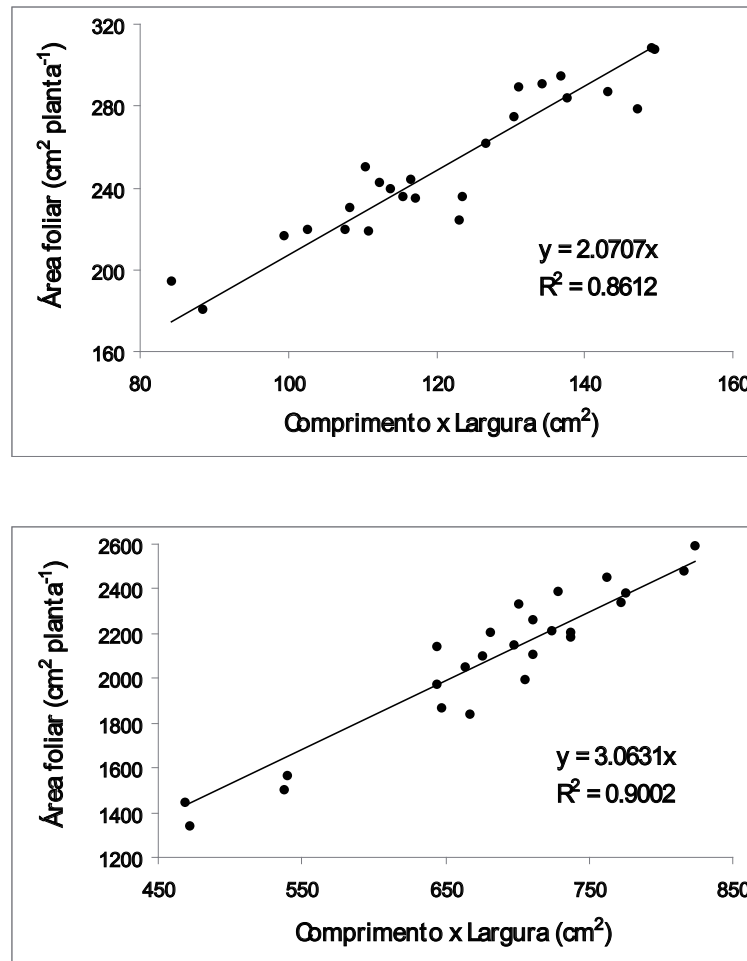 Área foliar (cm² planta⁻¹)
320
280
240
200
160
y = 2.0707x
R² = 0.8612
80 100 120 140 160
Comprimento x Largura (cm²)
Área foliar (cm² planta⁻¹)
2600
2400
2200
2000
1800
1600
1400
1200
y = 3.0631x
R² = 0.9002
450 550 650 750 850
Comprimento x Largura (cm²)